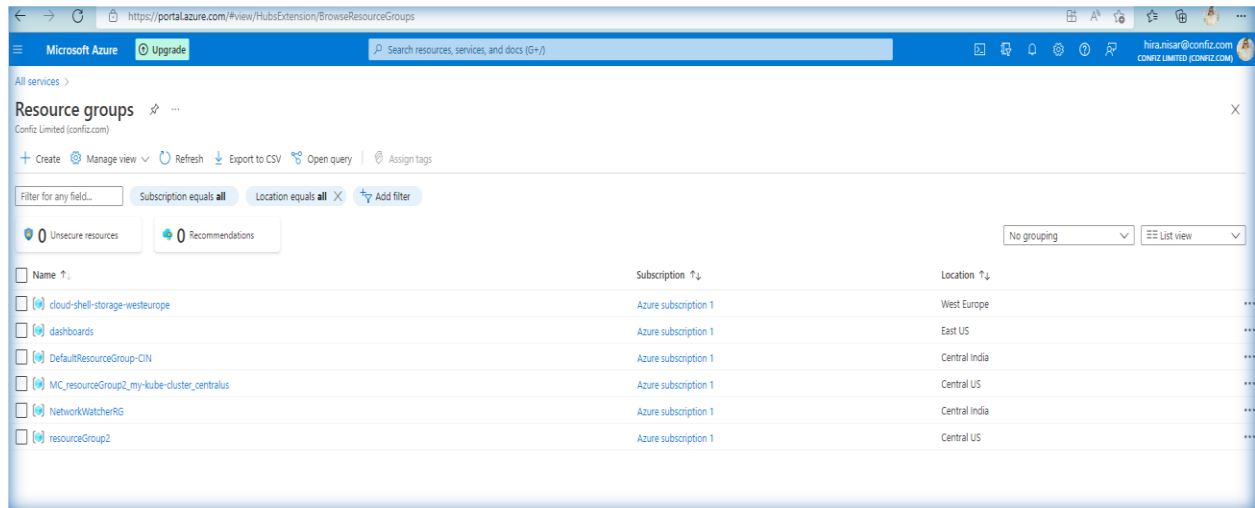 https://portal.azure.com/#view/HubsExtension/BrowseResourceGroups
Microsoft Azure Upgrade Search resources, services, and docs (G+/) hira.nisar@confiz.com
CONFIZ LIMITED (CONFIZ.COM)
All services >
Resource groups
Confiz Limited (confiz.com)
+ Create Manage view Refresh Export to CSV Open query Assign tags
Filter for any field... Subscription equals all Location equals all Add filter
0 Unsecure resources 0 Recommendations No grouping List view
Name ↑ Subscription ↑↓ Location ↑↓
cloud-shell-storage-westeurope Azure subscription 1 West Europe
dashboards Azure subscription 1 East US
DefaultResourceGroup-CIN Azure subscription 1 Central India
MC_resourceGroup2_my-kube-cluster_centralus Azure subscription 1 Central US
NetworkWatcherRG Azure subscription 1 Central India
resourceGroup2 Azure subscription 1 Central US